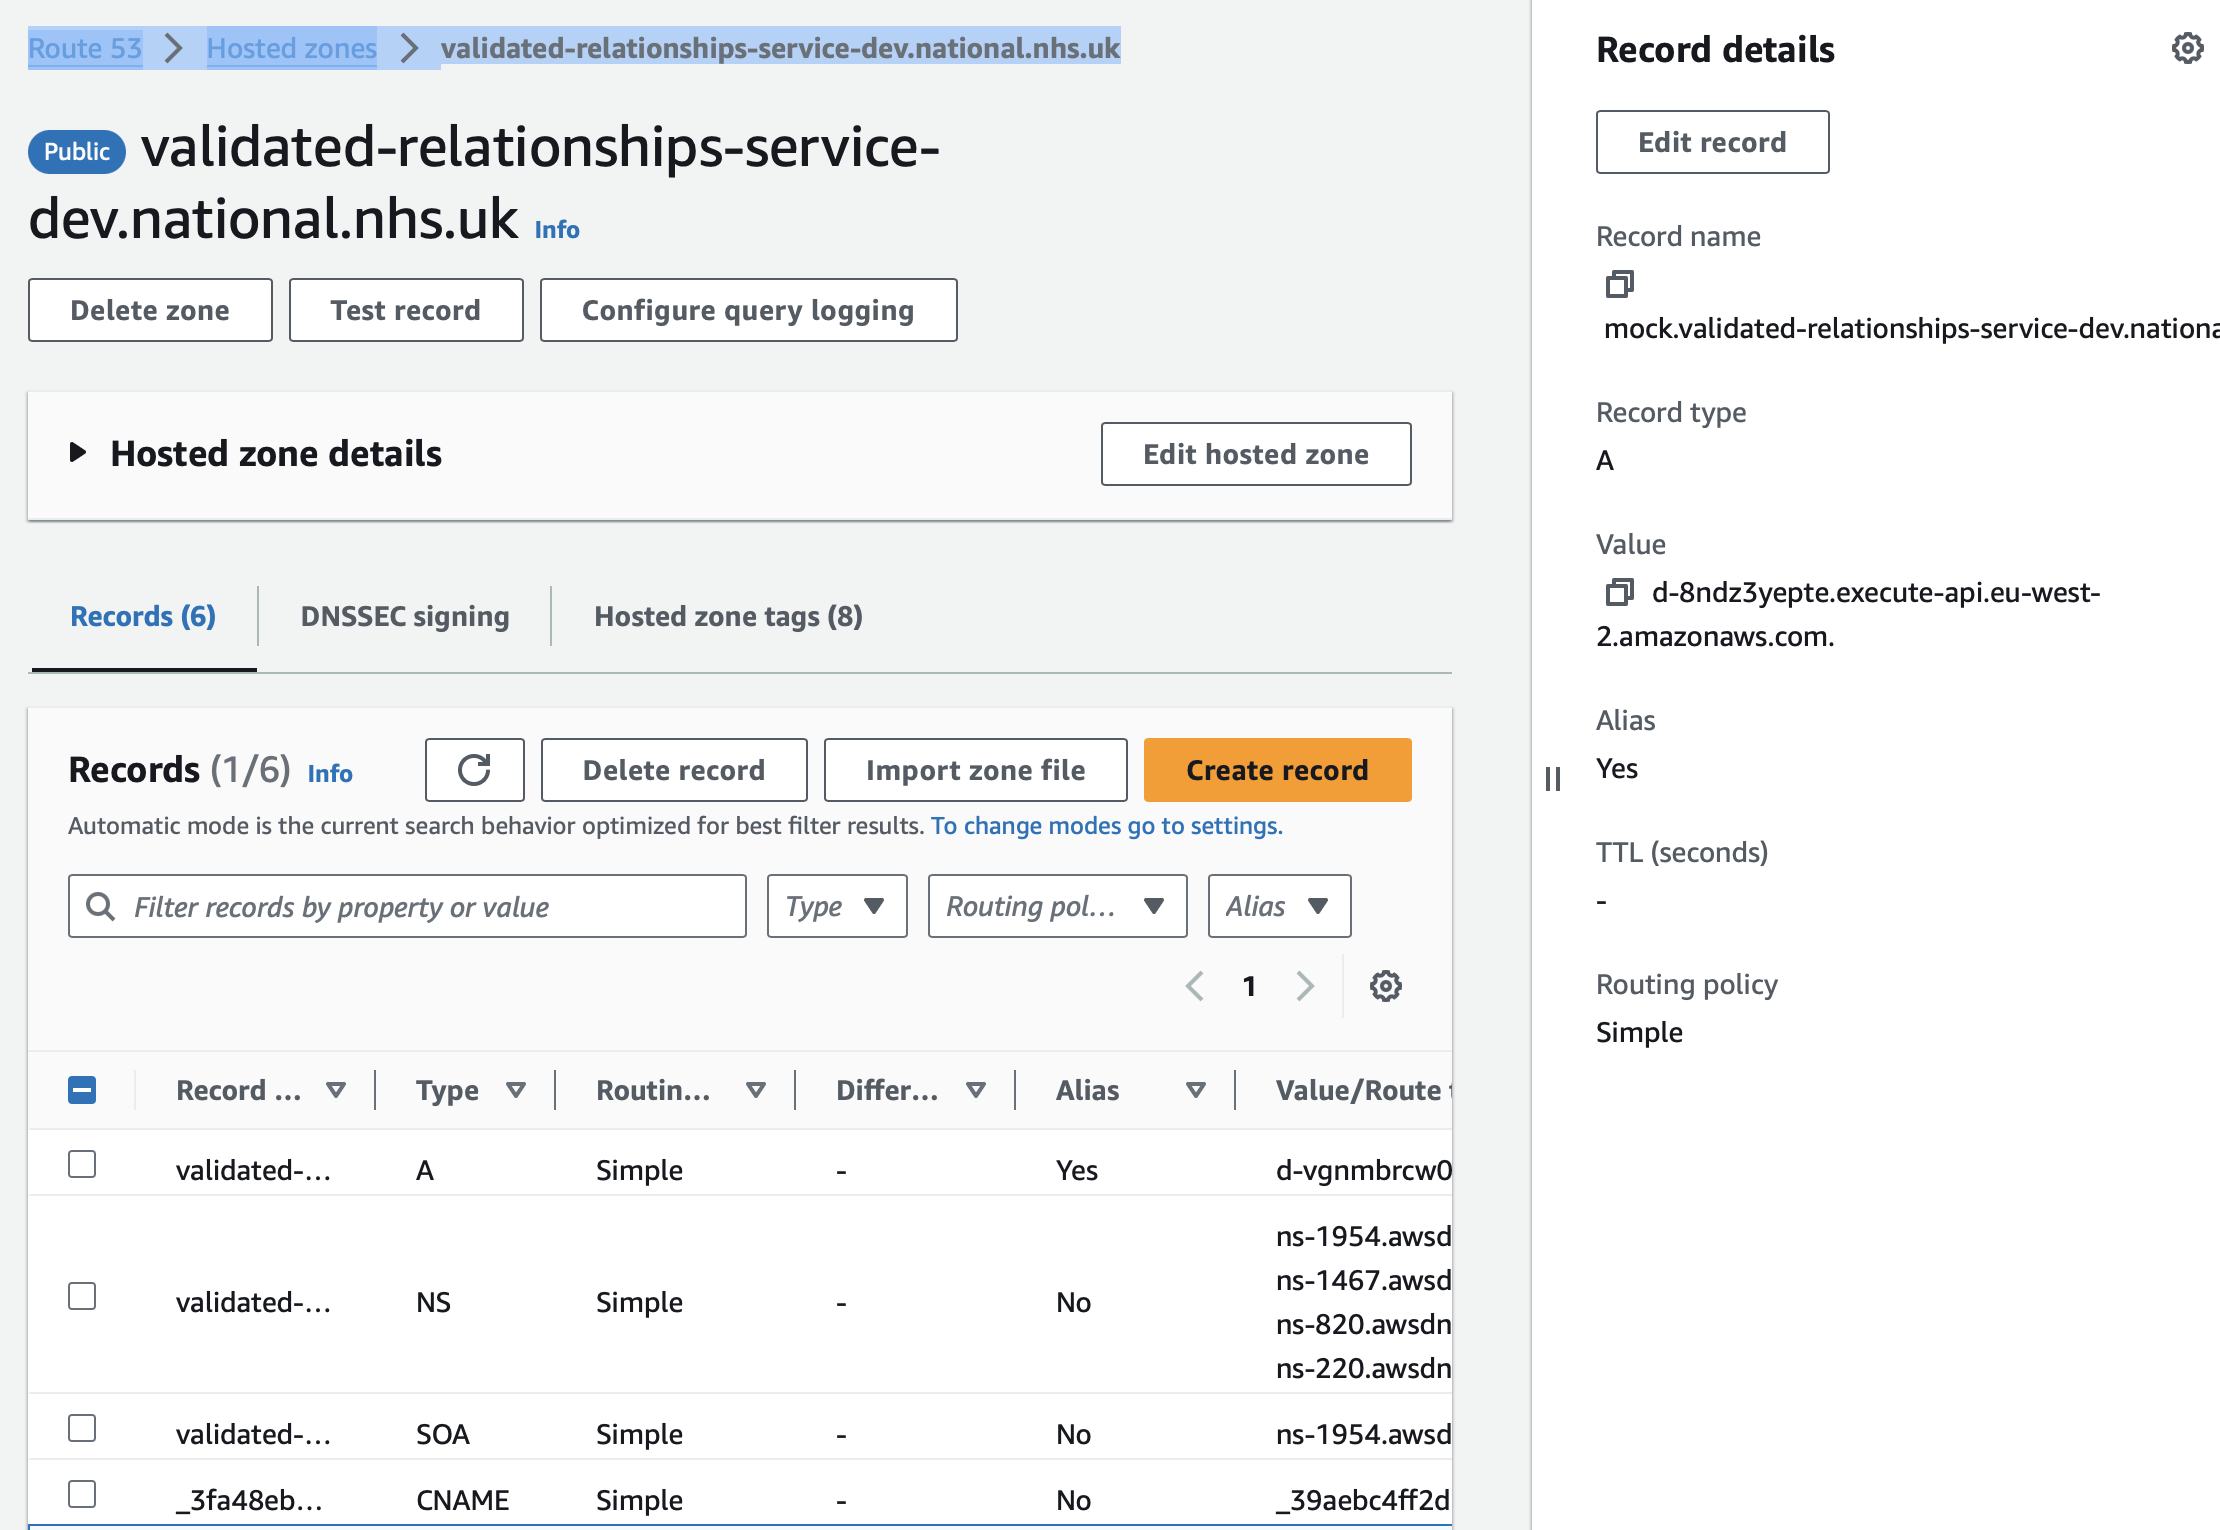 Route 53 > Hosted zones > validated-relationships-service-dev.national.nhs.uk
Public validated-relationships-service-
dev.national.nhs.uk Info
Delete zone Test record Configure query logging
Hosted zone details Edit hosted zone
Records (6) DNSSEC signing Hosted zone tags (8)
Records (1/6) Info Delete record Import zone file Create record
Automatic mode is the current search behavior optimized for best filter results. To change modes go to settings.
Filter records by property or value Type Routing pol... Alias
1
Record ... Type Routin... Differ... Alias Value/Route
validated-... A Simple - Yes d-vgnmbrcw0
validated-... NS Simple - No
ns-1954.awsd
ns-1467.awsd
ns-820.awsdn
ns-220.awsdn
validated-... SOA Simple - No ns-1954.awsd
_3fa48eb... CNAME Simple - No _39aebc4ff2d
Record details
Edit record
Record name
mock.validated-relationships-service-dev.nationa
Record type
A
Value
d-8ndz3yepte.execute-api.eu-west-
2.amazonaws.com.
Alias
Yes
TTL (seconds)
-
Routing policy
Simple